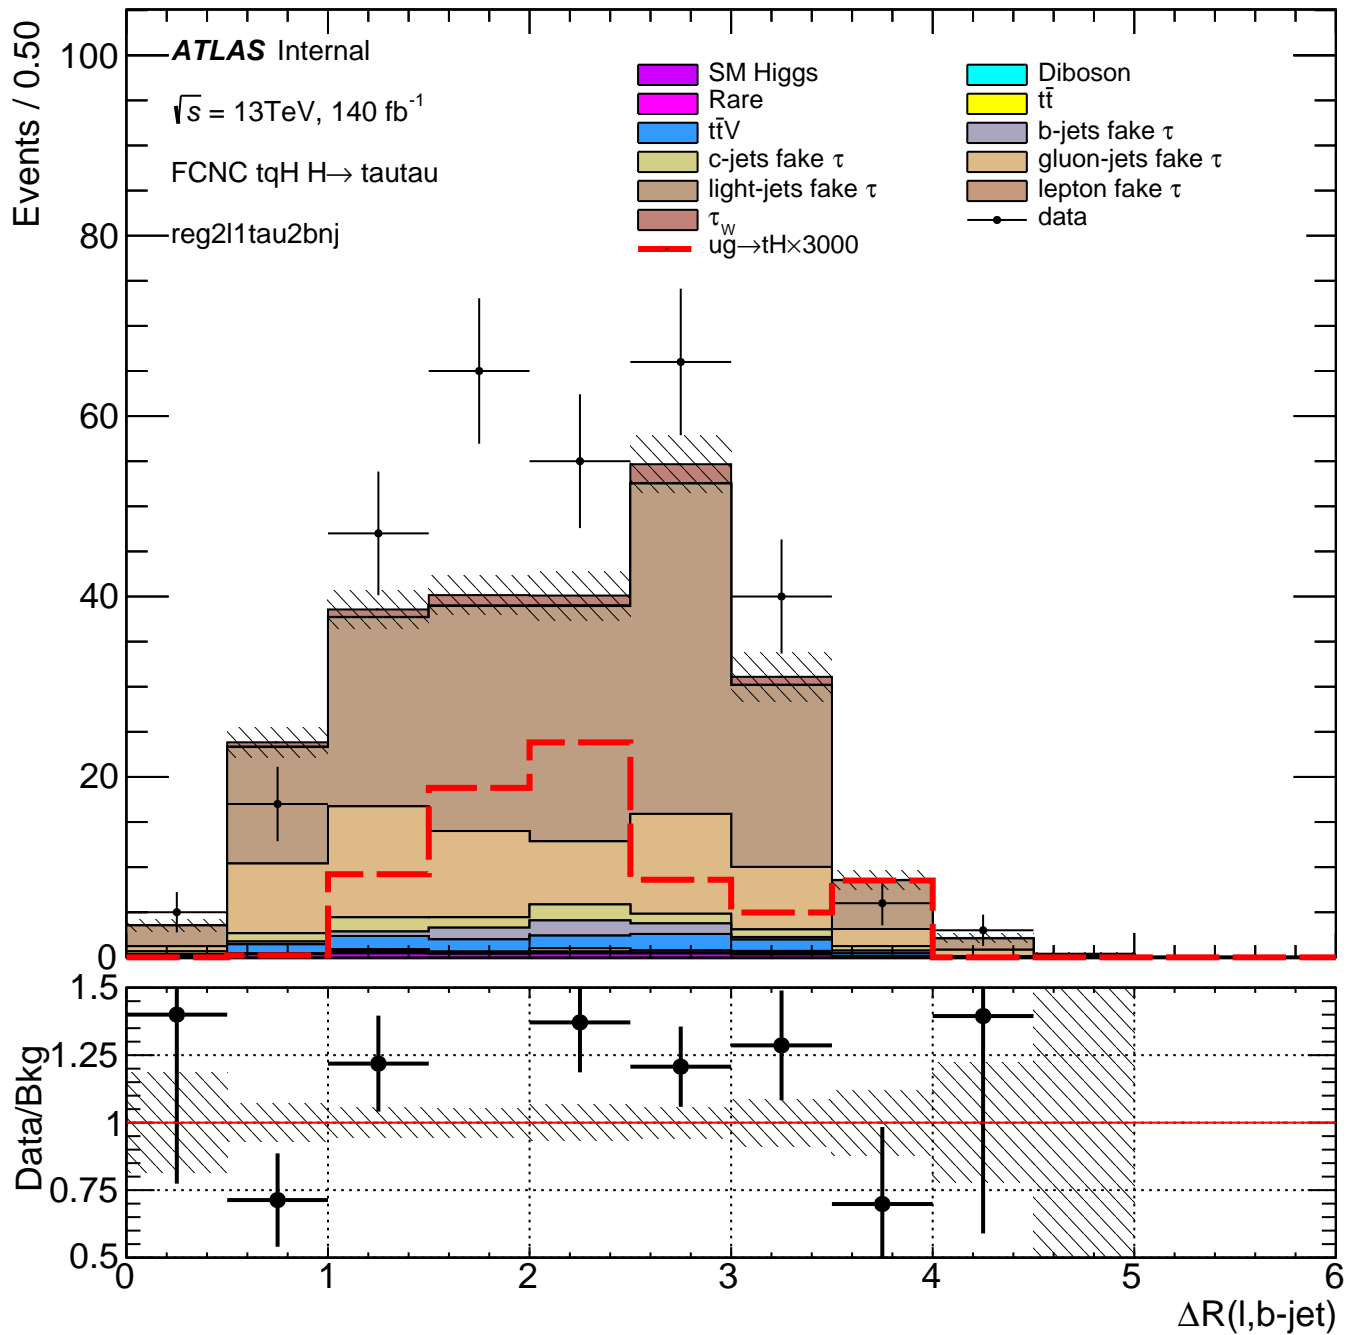 Events / 0.50
100
80
60
40
20
0
ATLAS Internal
√s = 13TeV, 140 fb⁻¹
FCNC tqH H→ tautau
reg2l1tau2bnj
SM Higgs
Rare
tt̄V
c-jets fake τ
light-jets fake τ
τ_W
ug→tH×3000
Diboson
tt̄
b-jets fake τ
gluon-jets fake τ
lepton fake τ
data
Data/Bkg
1.5
1.25
1
0.75
0.5
0 1 2 3 4 5 6
ΔR(l,b-jet)